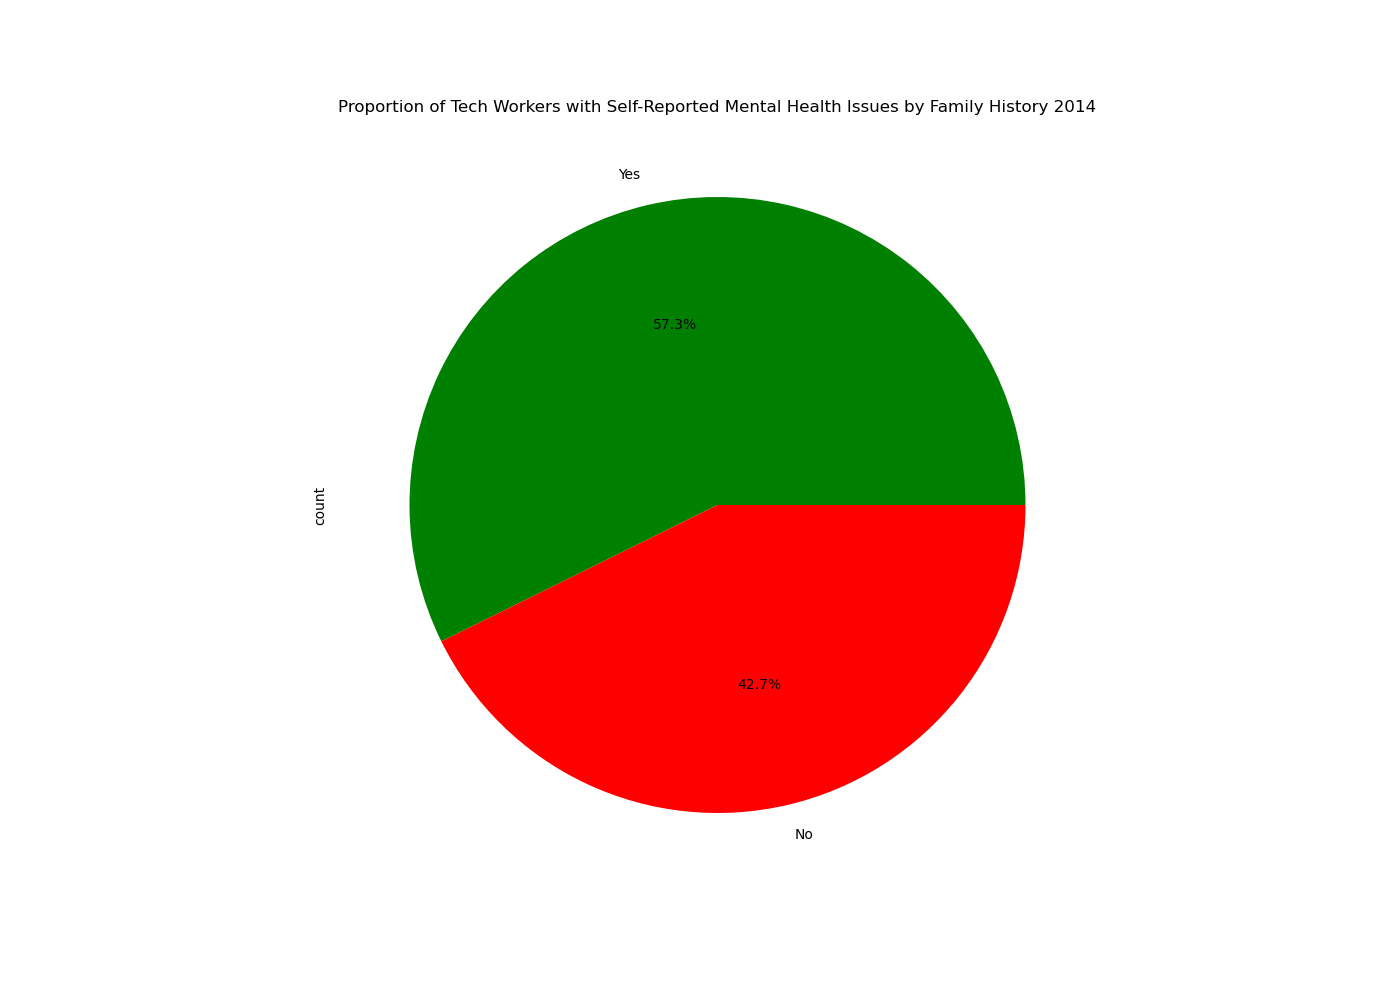 Proportion of Tech Workers with Self-Reported Mental Health Issues by Family History 2014
Yes
57.3%
count
42.7%
No